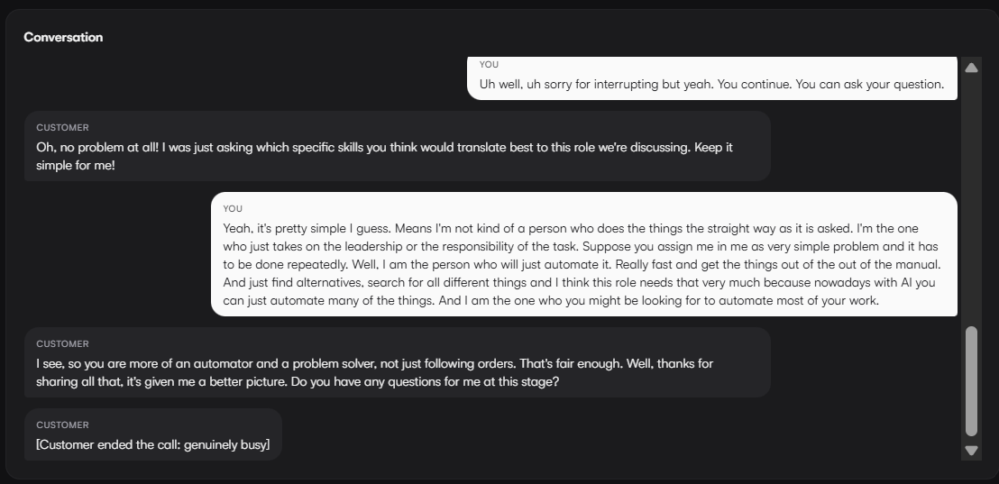 Conversation
YOU
Uh well, uh sorry for interrupting but yeah. You continue. You can ask your question.
CUSTOMER
Oh, no problem at all! I was just asking which specific skills you think would translate best to this role we're discussing. Keep it
simple for me!
YOU
Yeah, it's pretty simple I guess. Means I'm not kind of a person who does the things the straight way as it is asked. I'm the one
who just takes on the leadership or the responsibility of the task. Suppose you assign me in me as very simple problem and it has
to be done repeatedly. Well, I am the person who will just automate it. Really fast and get the things out of the out of the manual.
And just find alternatives, search for all different things and I think this role needs that very much because nowadays with AI you
can just automate many of the things. And I am the one who you might be looking for to automate most of your work.
CUSTOMER
I see, so you are more of an automator and a problem solver, not just following orders. That's fair enough. Well, thanks for
sharing all that, it's given me a better picture. Do you have any questions for me at this stage?
CUSTOMER
[Customer ended the call: genuinely busy]